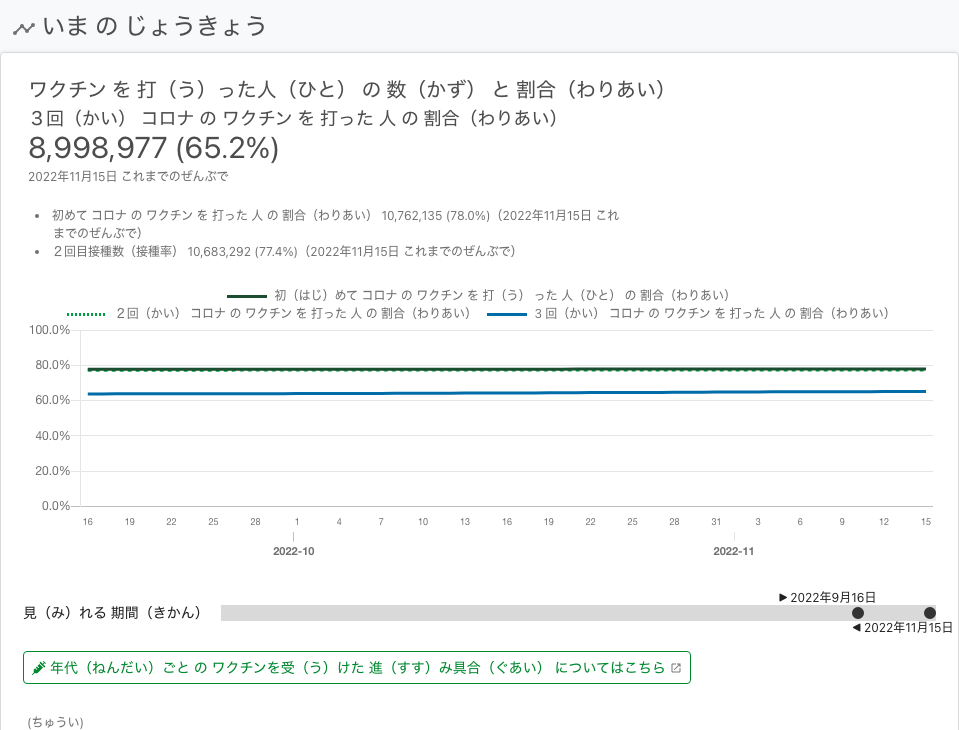 いま の じょうきょう
ワクチン を 打（う）った人（ひと） の 数（かず） と 割合（わりあい）
３回（かい） コロナ の ワクチン を 打った 人 の 割合（わりあい）
8,998,977 (65.2%)
2022年11月15日 これまでのぜんぶで
• 初めて コロナ の ワクチン を 打った 人 の 割合（わりあい） 10,762,135 (78.0%)（2022年11月15日 これ
までのぜんぶで）
• ２回目接種数（接種率） 10,683,292 (77.4%)（2022年11月15日 これまでのぜんぶで）
初（はじ）めて コロナ の ワクチン を 打（う） った 人（ひと） の 割合（わりあい）
２回（かい） コロナ の ワクチン を 打った 人 の 割合（わりあい） ３回（かい） コロナ の ワクチン を 打った 人 の 割合（わりあい）
100.0%
80.0%
60.0%
40.0%
20.0%
0.0%
16 19 22 25 28 1 4 7 10 13 16 19 22 25 28 31 3 6 9 12 15
2022-10 2022-11
▶ 2022年9月16日
見（み）れる 期間（きかん）
◀ 2022年11月15日
年代（ねんだい）ごと の ワクチンを受（う）けた 進（すす）み具合（ぐあい） についてはこちら
(ちゅうい)